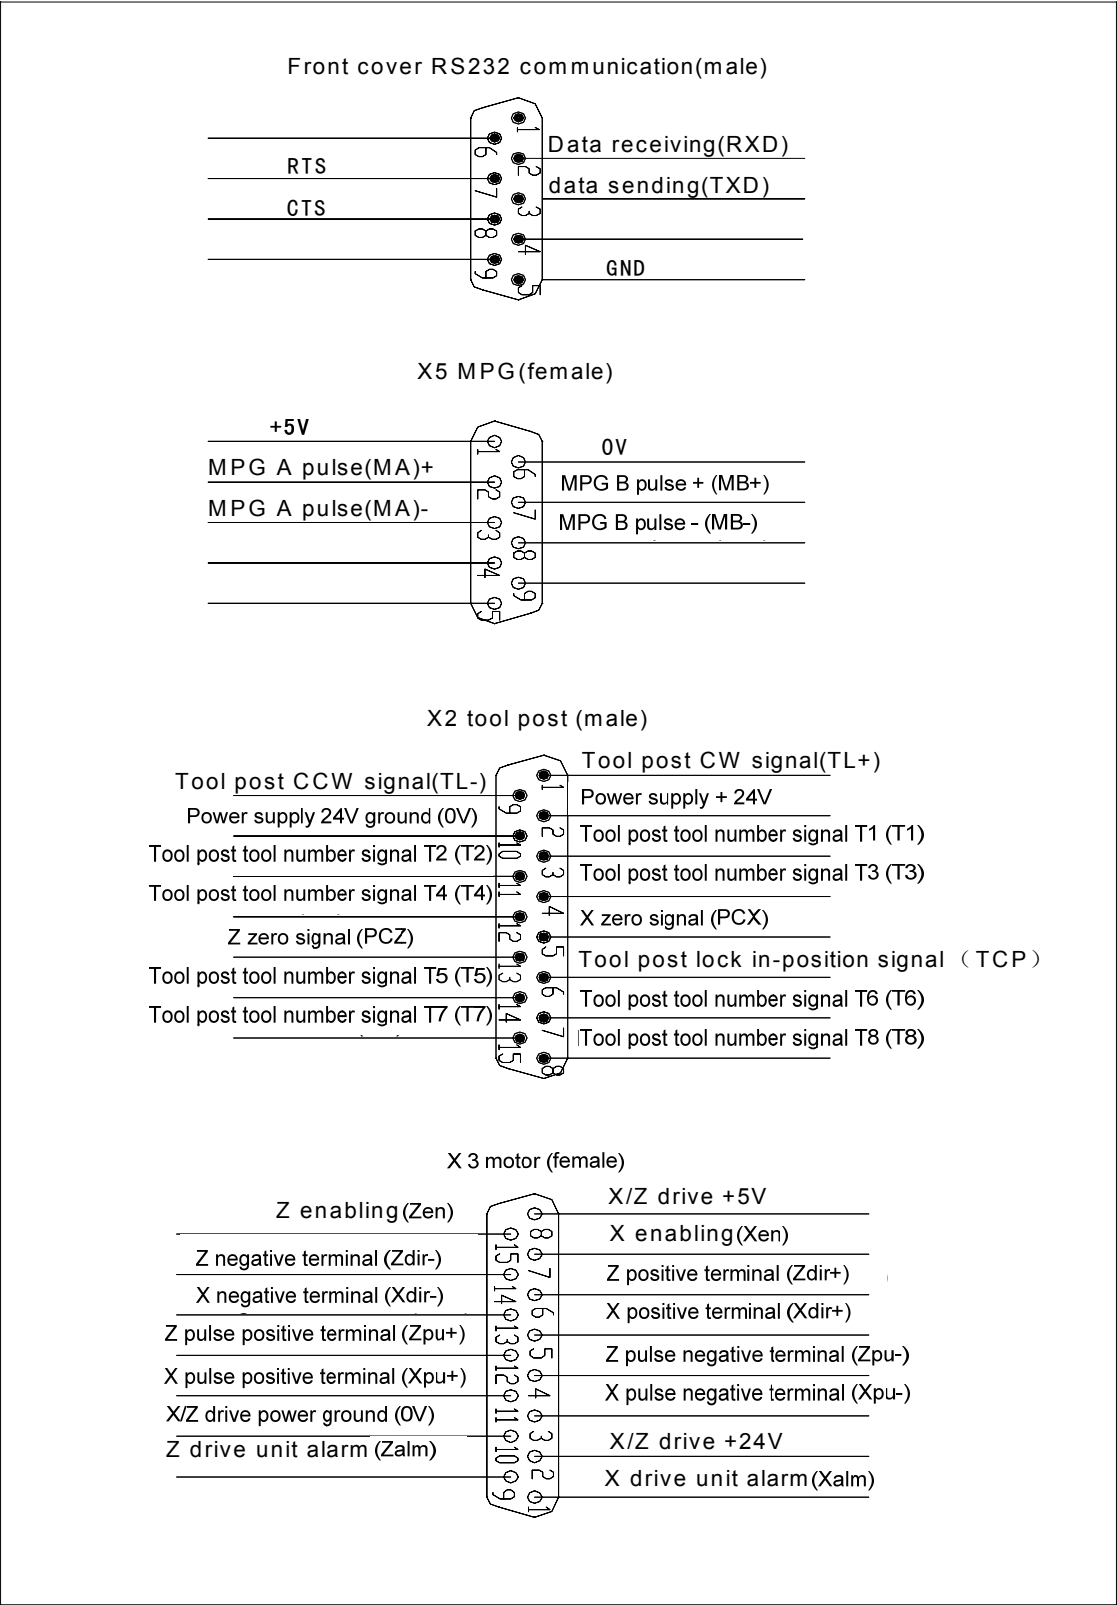 Front cover RS232 communication(male)
1
6
Data receiving(RXD)
RTS
2
7
data sending(TXD)
CTS
3
8
4
GND
9
5
X5 MPG(female)
+5V
1
0V
MPG A pulse(MA)+
6
MPG B pulse + (MB+)
2
MPG A pulse(MA)-
7
MPG B pulse - (MB-)
3
8
4
9
5
X2 tool post (male)
Tool post CW signal(TL+)
Tool post CCW signal(TL-)
1
Power supply + 24V
9
Power supply 24V ground (0V)
2
Tool post tool number signal T1 (T1)
10
Tool post tool number signal T2 (T2)
3
Tool post tool number signal T3 (T3)
11
Tool post tool number signal T4 (T4)
4
X zero signal (PCX)
12
Z zero signal (PCZ)
5
Tool post lock in-position signal（TCP）
13
Tool post tool number signal T5 (T5)
6
Tool post tool number signal T6 (T6)
14
Tool post tool number signal T7 (T7)
7
Tool post tool number signal T8 (T8)
15
8
X 3 motor (female)
X/Z drive +5V
Z enabling(Zen)
8
X enabling(Xen)
15
Z negative terminal (Zdir-)
7
Z positive terminal (Zdir+)
14
X negative terminal (Xdir-)
6
X positive terminal (Xdir+)
13
Z pulse positive terminal (Zpu+)
5
Z pulse negative terminal (Zpu-)
12
X pulse positive terminal (Xpu+)
4
X pulse negative terminal (Xpu-)
11
X/Z drive power ground (0V)
3
X/Z drive +24V
10
Z drive unit alarm (Zalm)
2
X drive unit alarm(Xalm)
9
1